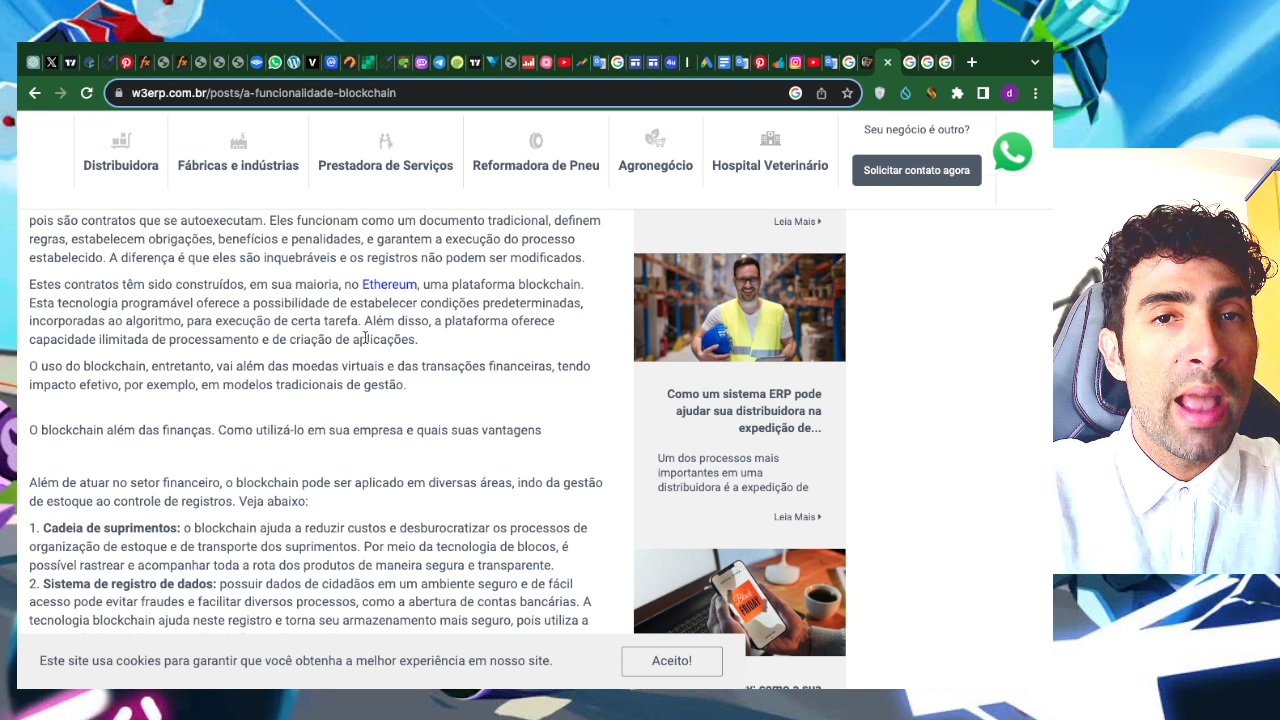 w3erp.com.br/posts/a-funcionalidade-blockchain
d
Distribuidora
Fábricas e indústrias
Prestadora de Serviços
Reformadora de Pneu
Agronegócio
Hospital Veterinário
Seu negócio é outro?
Solicitar contato agora
pois são contratos que se autoexecutam. Eles funcionam como um documento tradicional, definem
regras, estabelecem obrigações, benefícios e penalidades, e garantem a execução do processo
estabelecido. A diferença é que eles são inquebráveis e os registros não podem ser modificados.
Estes contratos têm sido construídos, em sua maioria, no Ethereum, uma plataforma blockchain.
Esta tecnologia programável oferece a possibilidade de estabelecer condições predeterminadas,
incorporadas ao algoritmo, para execução de certa tarefa. Além disso, a plataforma oferece
capacidade ilimitada de processamento e de criação de aplicações.
O uso do blockchain, entretanto, vai além das moedas virtuais e das transações financeiras, tendo
impacto efetivo, por exemplo, em modelos tradicionais de gestão.
O blockchain além das finanças. Como utilizá-lo em sua empresa e quais suas vantagens
Além de atuar no setor financeiro, o blockchain pode ser aplicado em diversas áreas, indo da gestão
de estoque ao controle de registros. Veja abaixo:
1. Cadeia de suprimentos: o blockchain ajuda a reduzir custos e desburocratizar os processos de
organização de estoque e de transporte dos suprimentos. Por meio da tecnologia de blocos, é
possível rastrear e acompanhar toda a rota dos produtos de maneira segura e transparente.
2. Sistema de registro de dados: possuir dados de cidadãos em um ambiente seguro e de fácil
acesso pode evitar fraudes e facilitar diversos processos, como a abertura de contas bancárias. A
tecnologia blockchain ajuda neste registro e torna seu armazenamento mais seguro, pois utiliza a
Leia Mais
Como um sistema ERP pode
ajudar sua distribuidora na
expedição de...
Um dos processos mais
importantes em uma
distribuidora é a expedição de
Leia Mais
Black
FRIDAY
como a sua
Este site usa cookies para garantir que você obtenha a melhor experiência em nosso site.
Aceito!